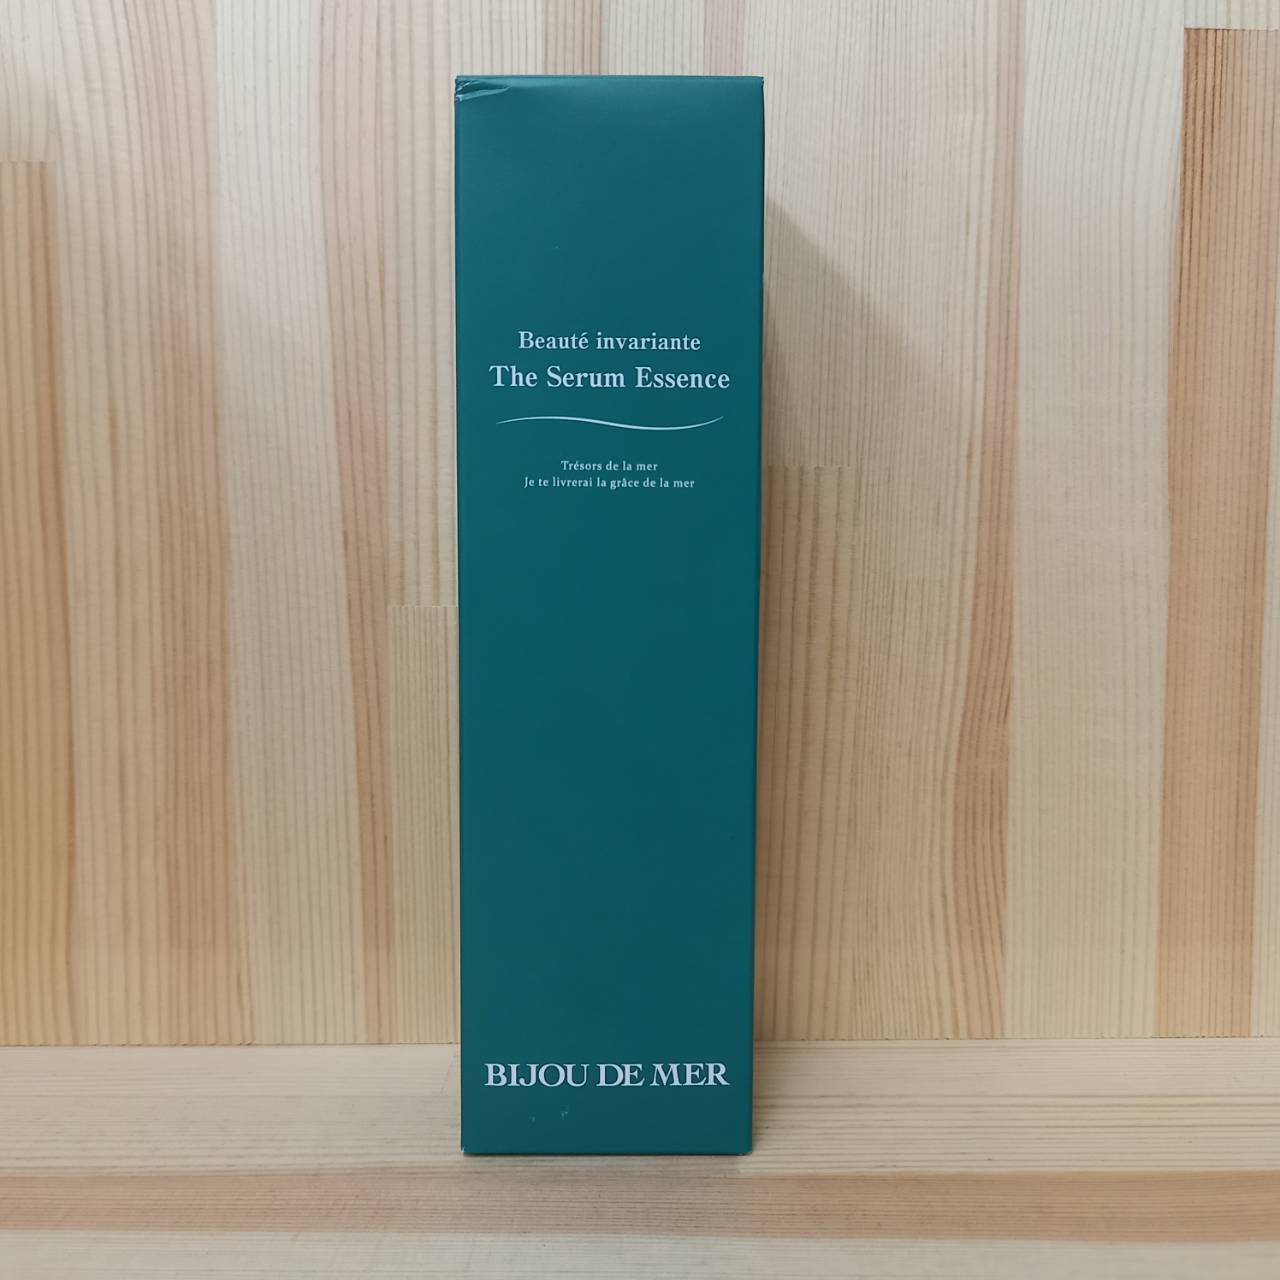 Beauté invariante
The Serum Essence
Trésors de la mer
Je te livrerai la grâce de la mer
BIJOU DE MER